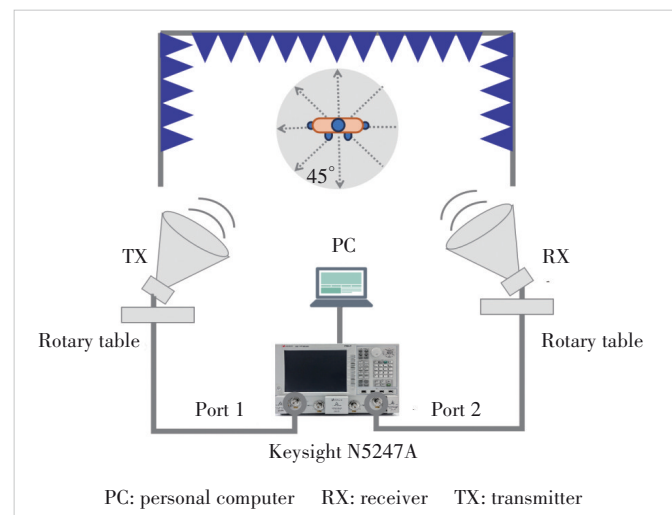 45°
TX
PC
RX
Rotary table
Rotary table
Port 1
Port 2
Keysight N5247A
PC: personal computer RX: receiver TX: transmitter